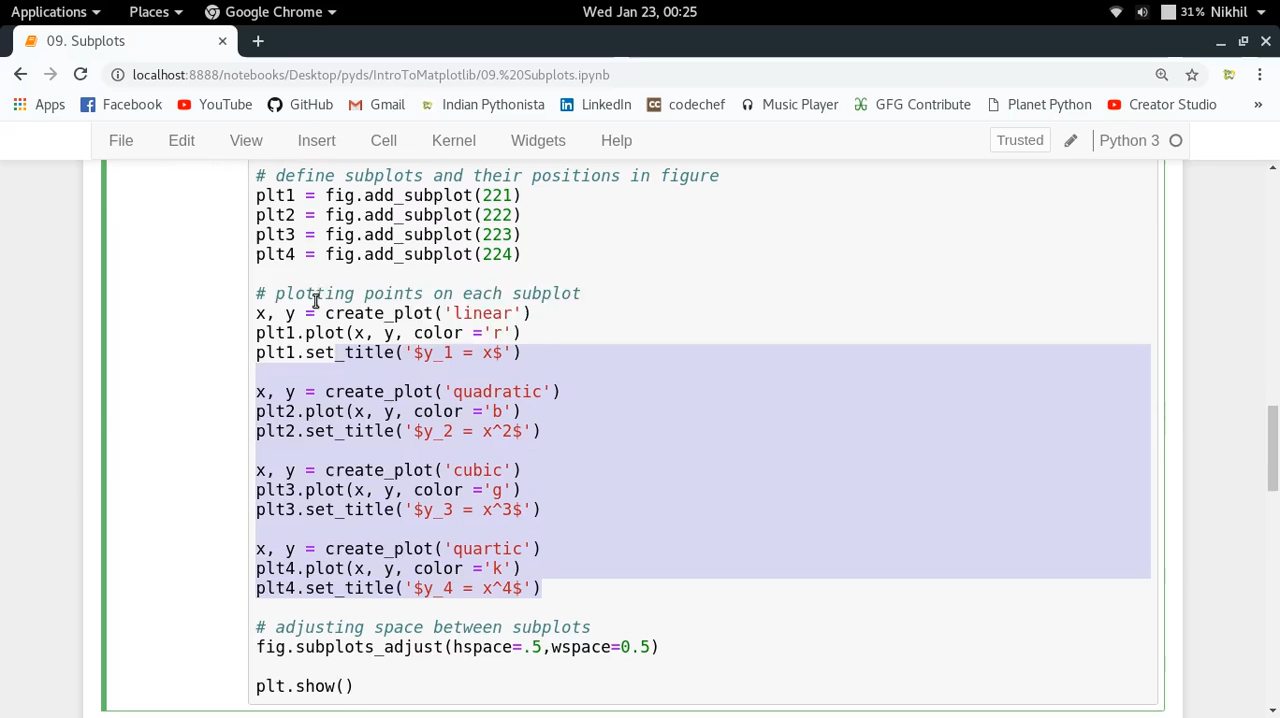 Applications Places Google Chrome Wed Jan 23, 00:25 31% Nikhil
09. Subplots
localhost:8888/notebooks/Desktop/pyds/IntroToMatplotlib/09.%20Subplots.ipynb
Apps Facebook YouTube GitHub Gmail Indian Pythonista LinkedIn CC codechef Music Player GFG Contribute Planet Python Creator Studio »
File Edit View Insert Cell Kernel Widgets Help Trusted Python 3
# define subplots and their positions in figure
plt1 = fig.add_subplot(221)
plt2 = fig.add_subplot(222)
plt3 = fig.add_subplot(223)
plt4 = fig.add_subplot(224)
# plotting points on each subplot
x, y = create_plot('linear')
plt1.plot(x, y, color ='r')
plt1.set_title('$y_1 = x$')
x, y = create_plot('quadratic')
plt2.plot(x, y, color ='b')
plt2.set_title('$y_2 = x^2$')
x, y = create_plot('cubic')
plt3.plot(x, y, color ='g')
plt3.set_title('$y_3 = x^3$')
x, y = create_plot('quartic')
plt4.plot(x, y, color ='k')
plt4.set_title('$y_4 = x^4$')
# adjusting space between subplots
fig.subplots_adjust(hspace=.5,wspace=0.5)
plt.show()